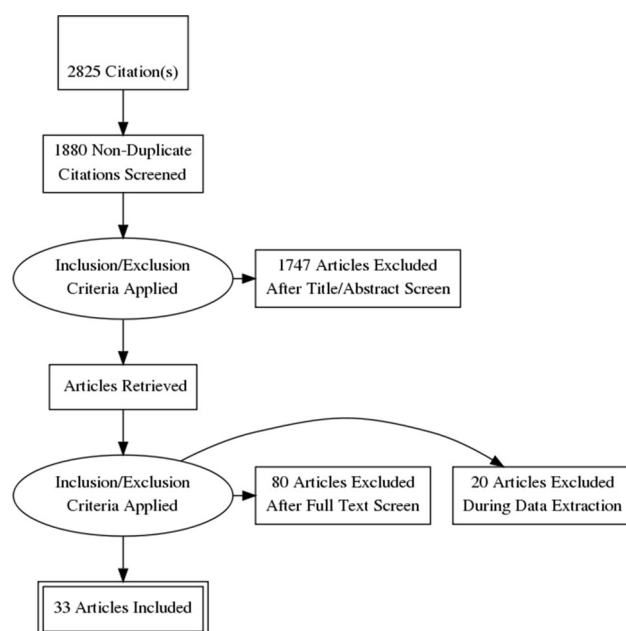 2825 Citation(s)
1880 Non-Duplicate
Citations Screened
Inclusion/Exclusion
Criteria Applied
1747 Articles Excluded
After Title/Abstract Screen
Articles Retrieved
Inclusion/Exclusion
Criteria Applied
80 Articles Excluded
After Full Text Screen
20 Articles Excluded
During Data Extraction
33 Articles Included